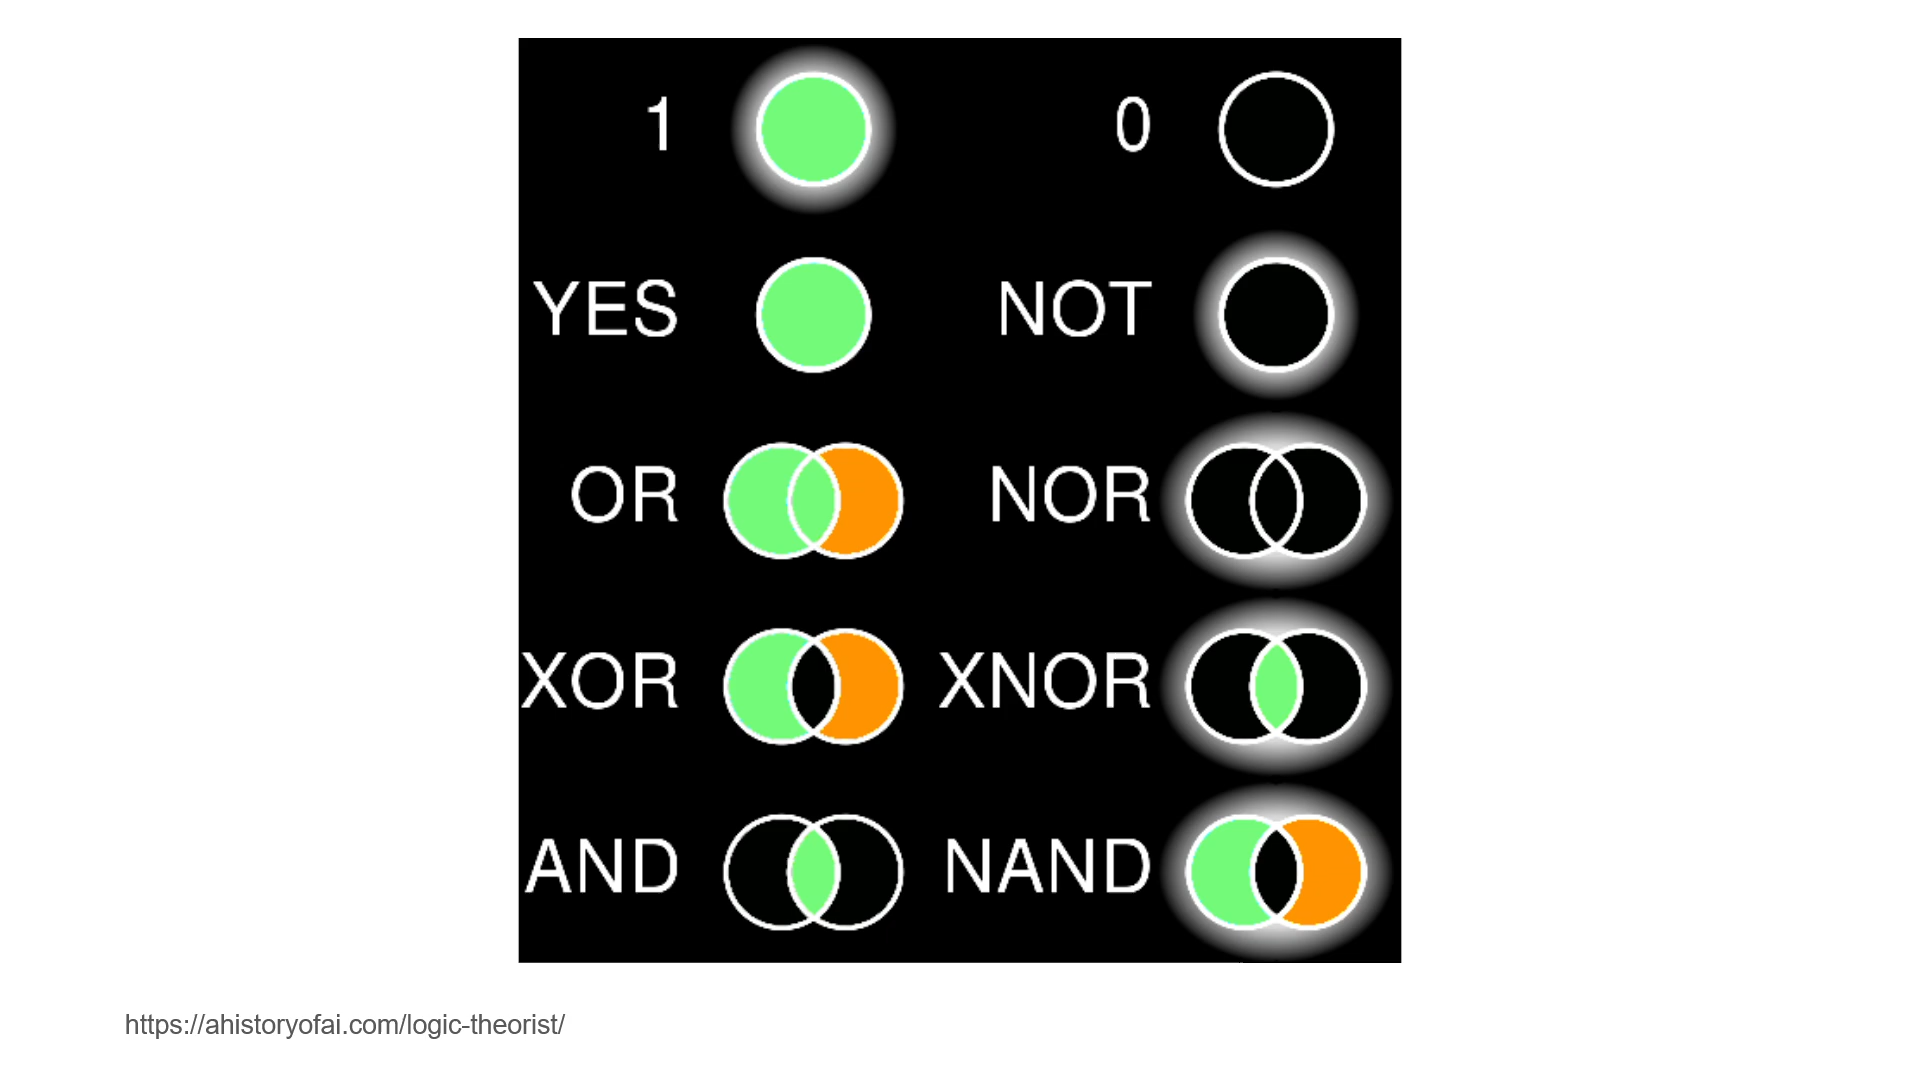 1 0
YES NOT
OR NOR
XOR XNOR
AND NAND
https://ahistoryofai.com/logic-theorist/